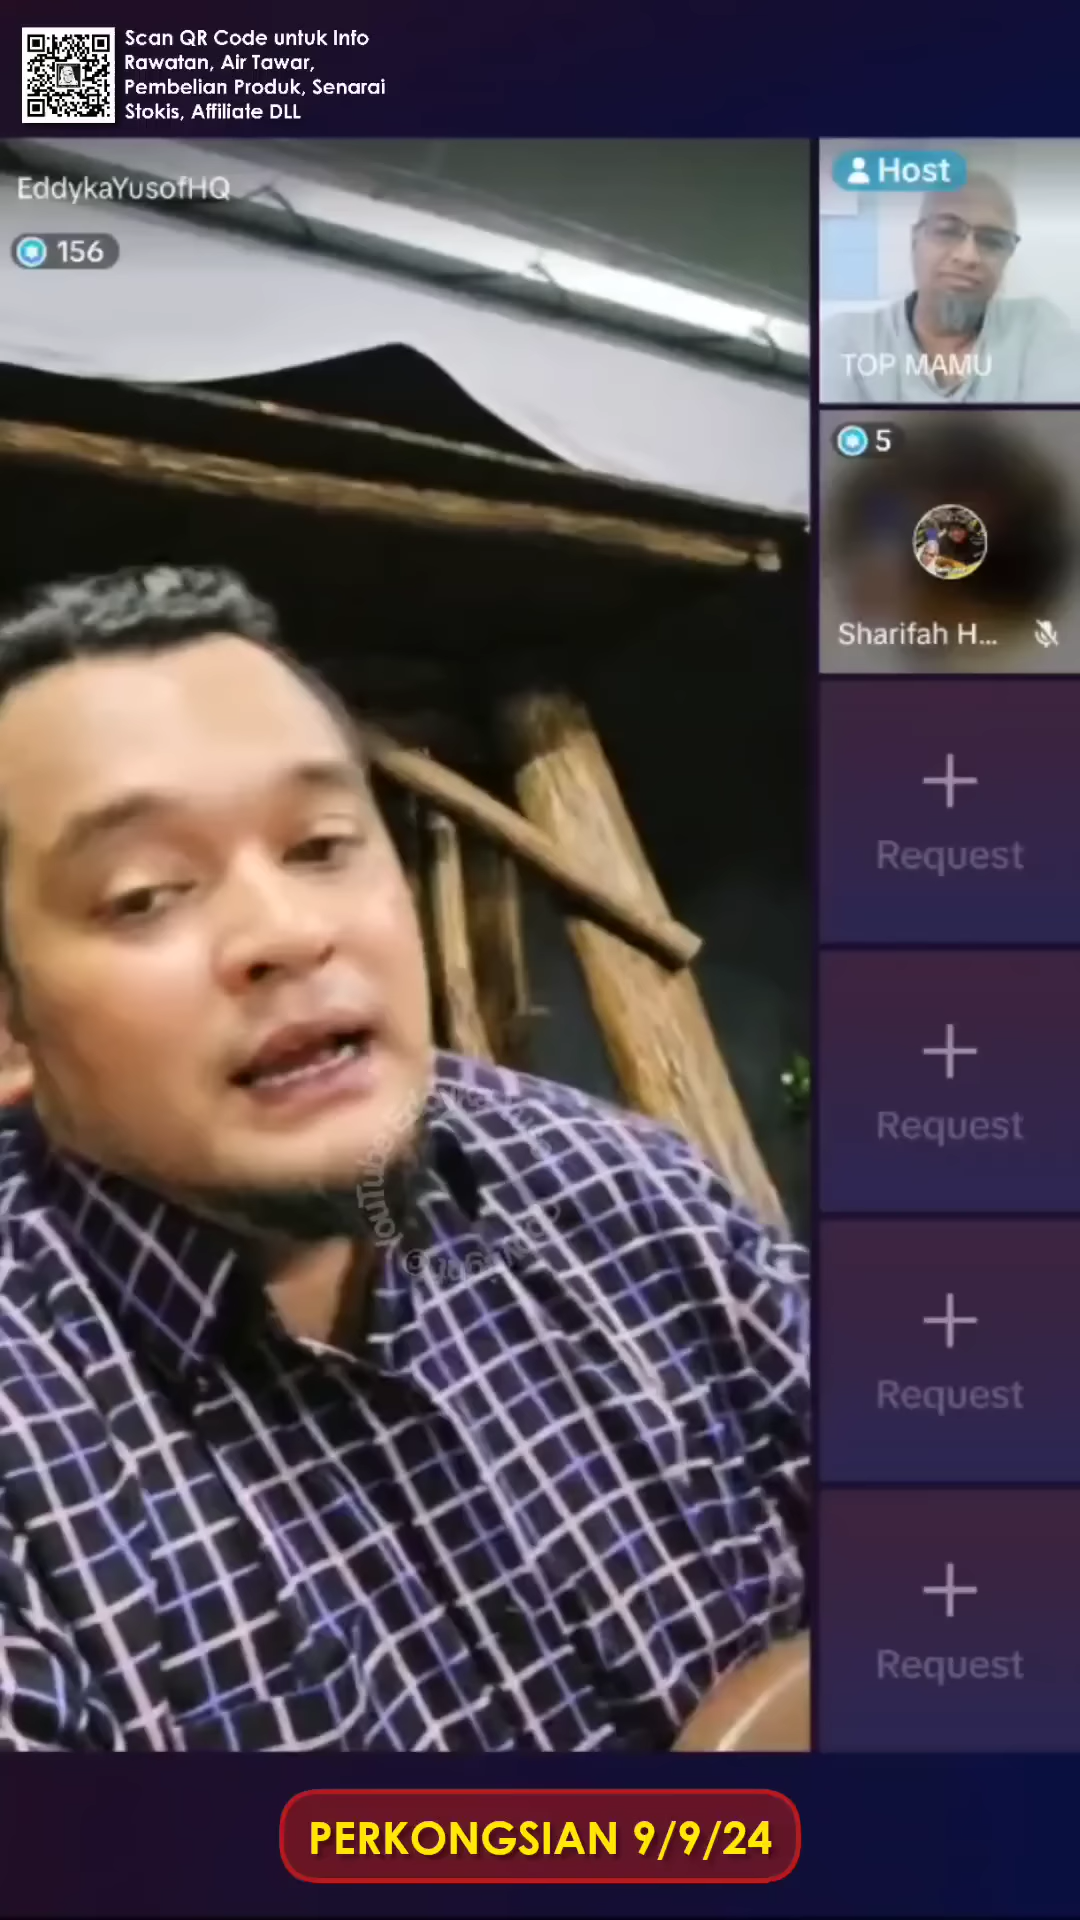 Scan QR Code untuk Info
Rawatan, Air Tawar,
Pembelian Produk, Senarai
Stokis, Affiliate DLL
EddykaYusofHQ
156
Host
TOP MAMU
5
Sharifah H...
Request
Request
Request
Request
PERKONGSIAN 9/9/24